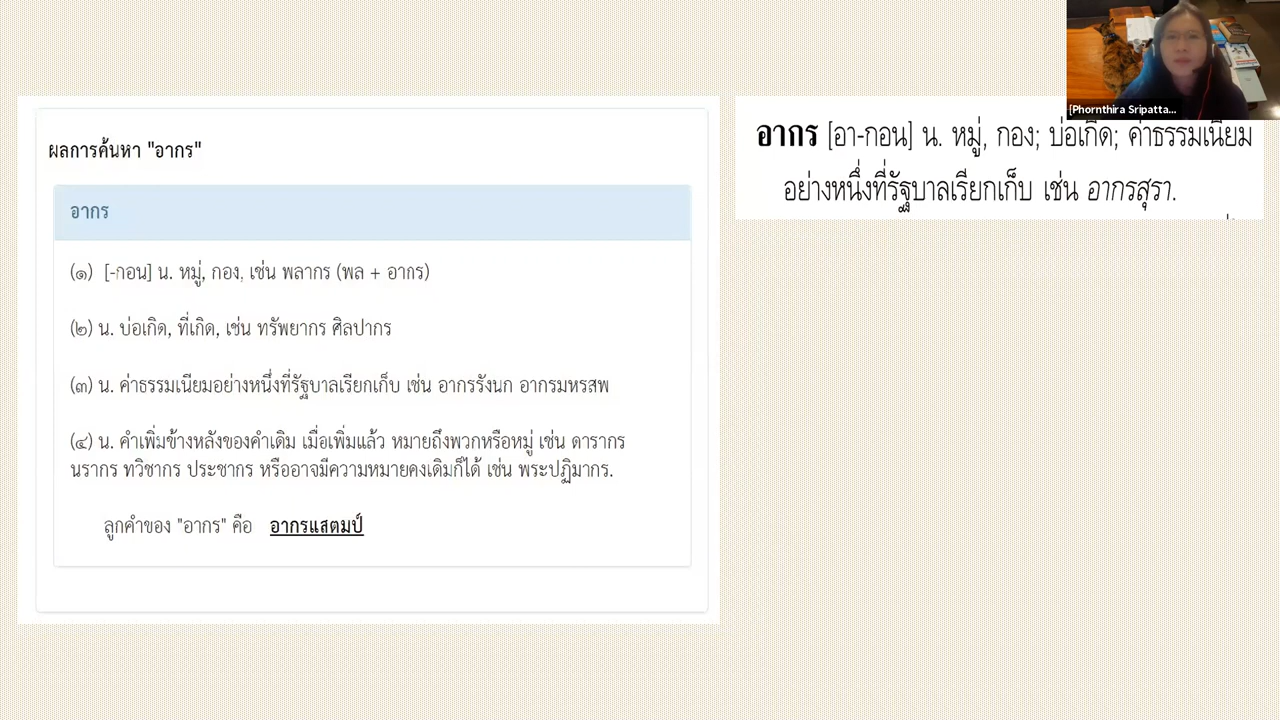 [Phornthira Sripatta...
ผลการค้นหา "อากร"
อากร
(๑) [-กอน] น. หมู่, กอง, เช่น พลากร (พล + อากร)
(๒) น. บ่อเกิด, ที่เกิด, เช่น ทรัพยากร ศิลปากร
(๓) น. ค่าธรรมเนียมอย่างหนึ่งที่รัฐบาลเรียกเก็บ เช่น อากรรังนก อากรมหรสพ
(๔) น. คำเพิ่มข้างหลังของคำเดิม เมื่อเพิ่มแล้ว หมายถึงพวกหรือหมู่ เช่น ดารากร
นรากร ทวิชากร ประชากร หรืออาจมีความหมายคงเดิมก็ได้ เช่น พระปฏิมากร.
ลูกคำของ "อากร" คือ อากรแสตมป์
อากร [อา-กอน] น. หมู่, กอง; บ่อเกิด; ค่าธรรมเนียม
อย่างหนึ่งที่รัฐบาลเรียกเก็บ เช่น อากรสุรา.